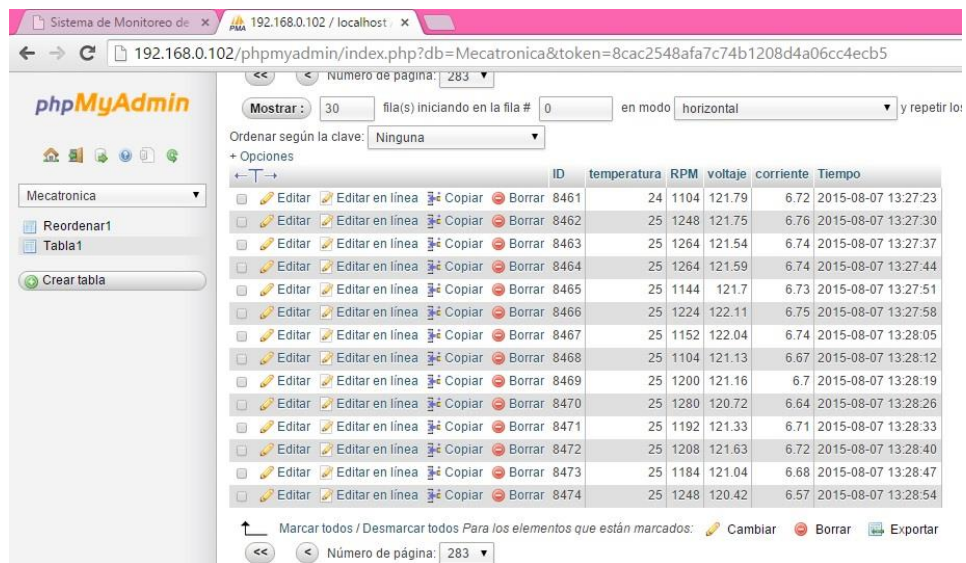 Sistema de Monitoreo de
192.168.0.102 / localhost
192.168.0.102/phpmyadmin/index.php?db=Mecatronica&token=8cac2548afa7c74b1208d4a06cc4ecb5
<< < Número de página: 283
phpMyAdmin
Mostrar : 30 fila(s) iniciando en la fila # 0 en modo horizontal y repetir los
Ordenar según la clave: Ninguna
+ Opciones
Mecatronica
Reordenar1
Tabla1
Crear tabla
←T→ ID temperatura RPM voltaje corriente Tiempo
Editar Editar en línea Copiar Borrar 8461 24 1104 121.79 6.72 2015-08-07 13:27:23
Editar Editar en línea Copiar Borrar 8462 25 1248 121.75 6.76 2015-08-07 13:27:30
Editar Editar en línea Copiar Borrar 8463 25 1264 121.54 6.74 2015-08-07 13:27:37
Editar Editar en línea Copiar Borrar 8464 25 1264 121.59 6.74 2015-08-07 13:27:44
Editar Editar en línea Copiar Borrar 8465 25 1144 121.7 6.73 2015-08-07 13:27:51
Editar Editar en línea Copiar Borrar 8466 25 1224 122.11 6.75 2015-08-07 13:27:58
Editar Editar en línea Copiar Borrar 8467 25 1152 122.04 6.74 2015-08-07 13:28:05
Editar Editar en línea Copiar Borrar 8468 25 1104 121.13 6.67 2015-08-07 13:28:12
Editar Editar en línea Copiar Borrar 8469 25 1200 121.16 6.7 2015-08-07 13:28:19
Editar Editar en línea Copiar Borrar 8470 25 1280 120.72 6.64 2015-08-07 13:28:26
Editar Editar en línea Copiar Borrar 8471 25 1192 121.33 6.71 2015-08-07 13:28:33
Editar Editar en línea Copiar Borrar 8472 25 1208 121.63 6.72 2015-08-07 13:28:40
Editar Editar en línea Copiar Borrar 8473 25 1184 121.04 6.68 2015-08-07 13:28:47
Editar Editar en línea Copiar Borrar 8474 25 1248 120.42 6.57 2015-08-07 13:28:54
Marcar todos / Desmarcar todos Para los elementos que están marcados: Cambiar Borrar Exportar
<< < Número de página: 283